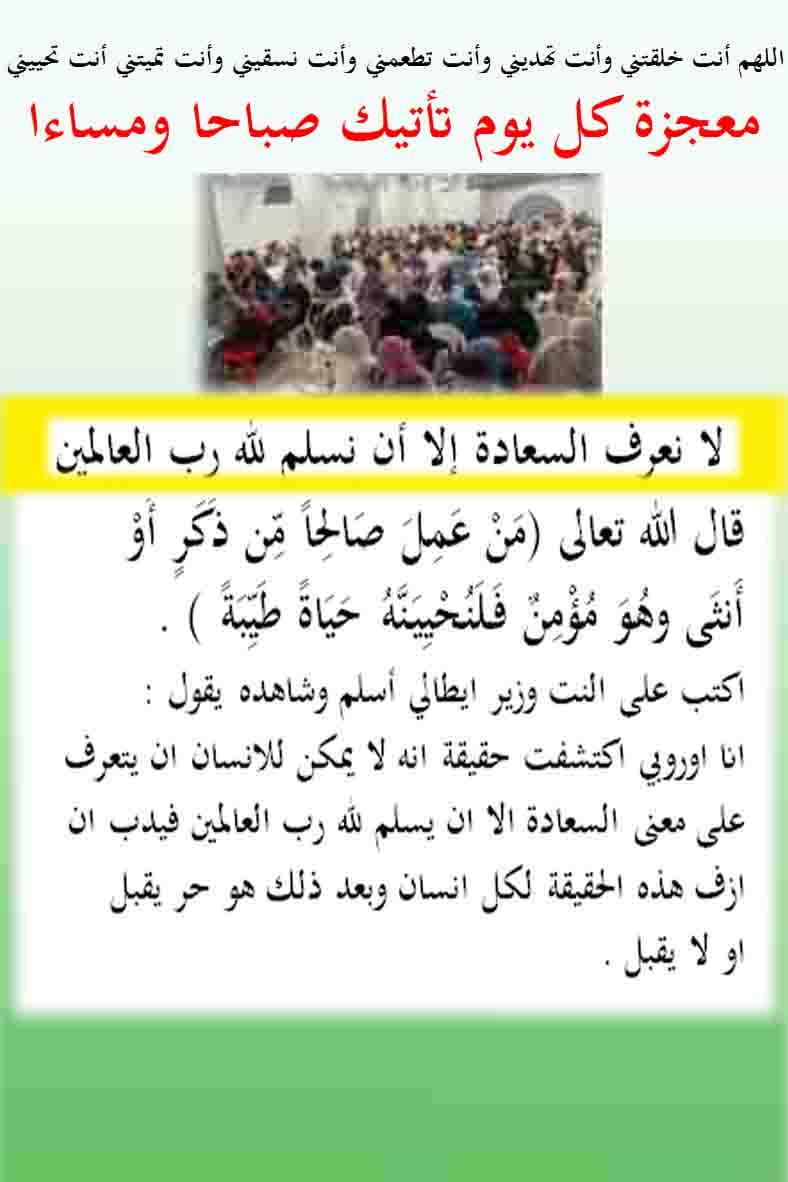 اللهم أنت خلقتني وأنت تهديني وأنت تطعمني وأنت نسقيني وأنت تميتني أنت تحييني
معجزة كل يوم تأتيك صباحا ومساءا
لا نعرف السعادة إلا أن نسلم لله رب العالمين
قال الله تعالى (مَنْ عَمِلَ صَالِحاً مِّن ذَكَرٍ أَوْ
أُنثَى وهُوَ مُؤْمِنٌ فَلَنُحْيِيَنَّهُ حَيَاةً طَيِّبَةً ) .
اكتب على النت وزير ايطالي أسلم وشاهده يقول :
انا اوروبي اكتشفت حقيقة انه لا يمكن للانسان ان يتعرف
على معنى السعادة الا ان يسلم لله رب العالمين فيدب ان
ازف هذه الحقيقة لكل انسان وبعد ذلك هو حر يقبل
او لا يقبل .